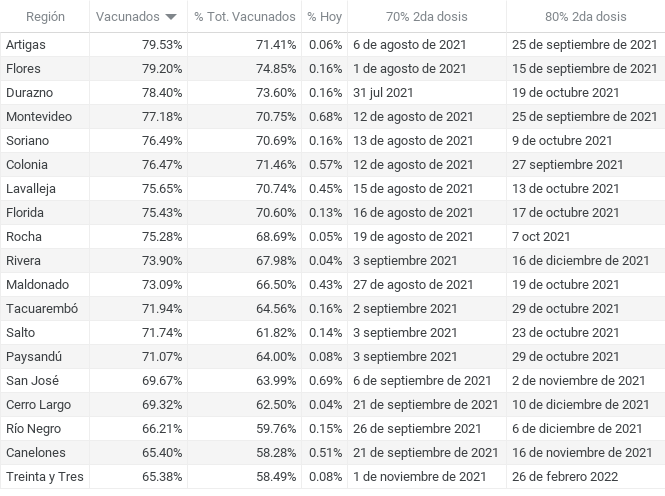 Región Vacunados % Tot. Vacunados % Hoy 70% 2da dosis 80% 2da dosis
Artigas 79.53% 71.41% 0.06% 6 de agosto de 2021 25 de septiembre de 2021
Flores 79.20% 74.85% 0.16% 1 de agosto de 2021 15 de septiembre de 2021
Durazno 78.40% 73.60% 0.16% 31 jul 2021 19 de octubre de 2021
Montevideo 77.18% 70.75% 0.68% 12 de agosto de 2021 25 de septiembre de 2021
Soriano 76.49% 70.69% 0.16% 13 de agosto de 2021 9 de octubre de 2021
Colonia 76.47% 71.46% 0.57% 12 de agosto de 2021 27 septiembre 2021
Lavalleja 75.65% 70.74% 0.45% 15 de agosto de 2021 13 de octubre de 2021
Florida 75.43% 70.60% 0.13% 16 de agosto de 2021 17 de octubre de 2021
Rocha 75.28% 68.69% 0.05% 19 de agosto de 2021 7 oct 2021
Rivera 73.90% 67.98% 0.04% 3 septiembre 2021 16 de diciembre de 2021
Maldonado 73.09% 66.50% 0.43% 27 de agosto de 2021 19 de octubre de 2021
Tacuarembó 71.94% 64.56% 0.16% 2 septiembre 2021 29 de octubre de 2021
Salto 71.74% 61.82% 0.14% 3 septiembre 2021 23 de octubre de 2021
Paysandú 71.07% 64.00% 0.08% 3 septiembre 2021 29 de octubre de 2021
San José 69.67% 63.99% 0.69% 6 de septiembre de 2021 2 de noviembre de 2021
Cerro Largo 69.32% 62.50% 0.04% 21 de septiembre de 2021 10 de diciembre de 2021
Río Negro 66.21% 59.76% 0.15% 26 de septiembre 2021 6 de diciembre de 2021
Canelones 65.40% 58.28% 0.51% 21 de septiembre de 2021 16 de noviembre de 2021
Treinta y Tres 65.38% 58.49% 0.08% 1 de noviembre de 2021 26 de febrero 2022